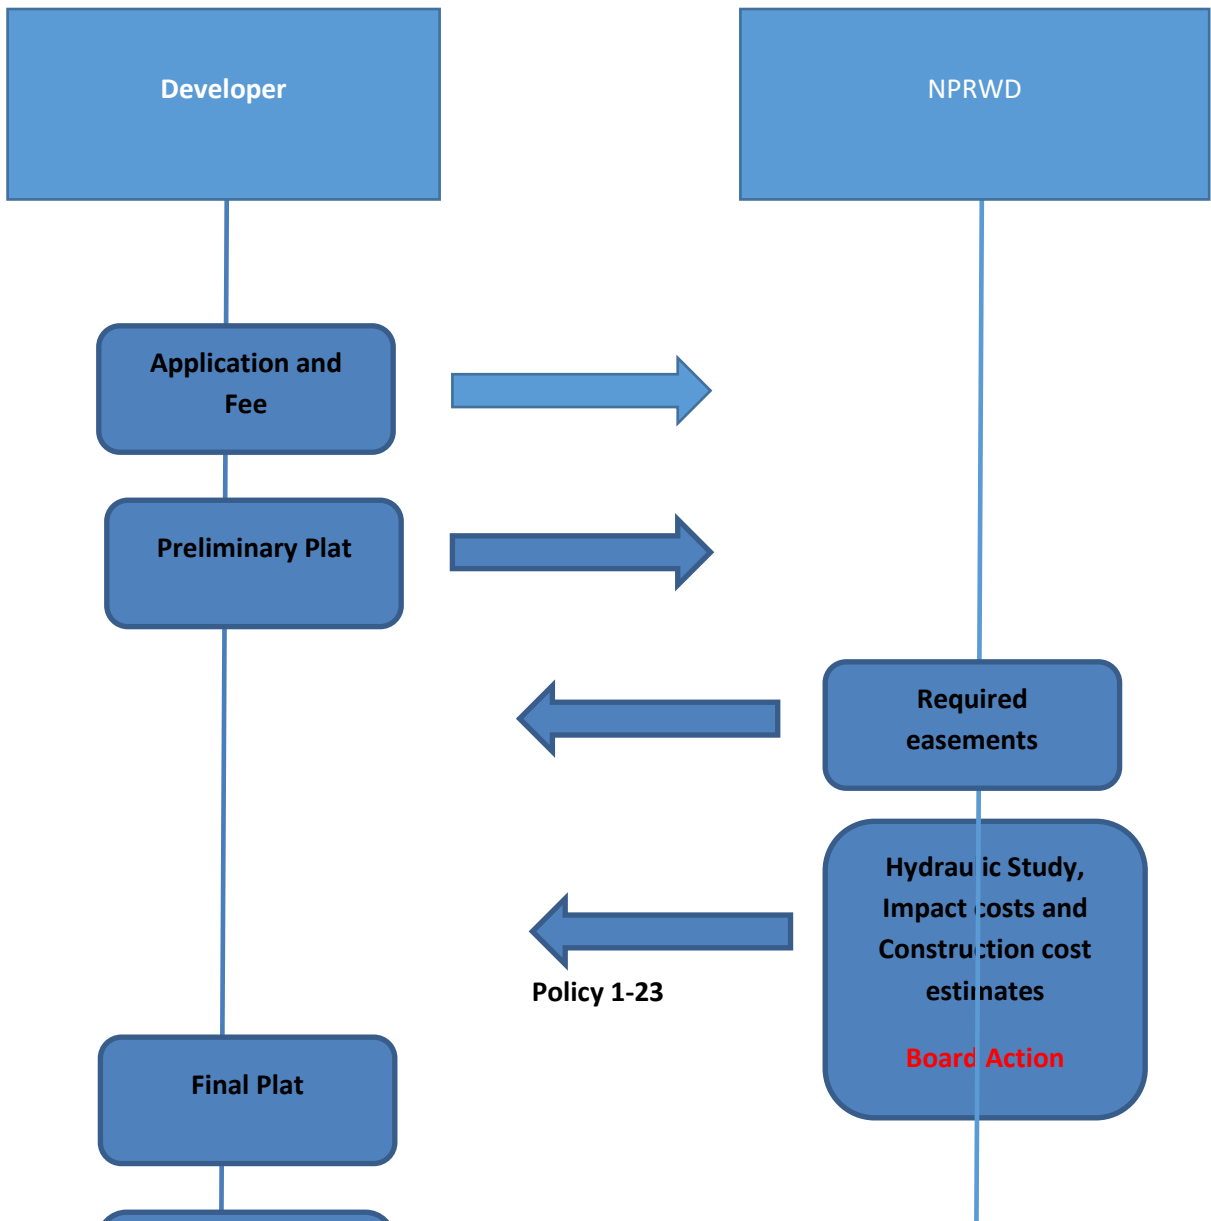 Developer
NPRWD
Application and
Fee
Preliminary Plat
Required
easements
Hydraulic Study,
Impact costs and
Construction cost
estimates
Board Action
Policy 1-23
Final Plat